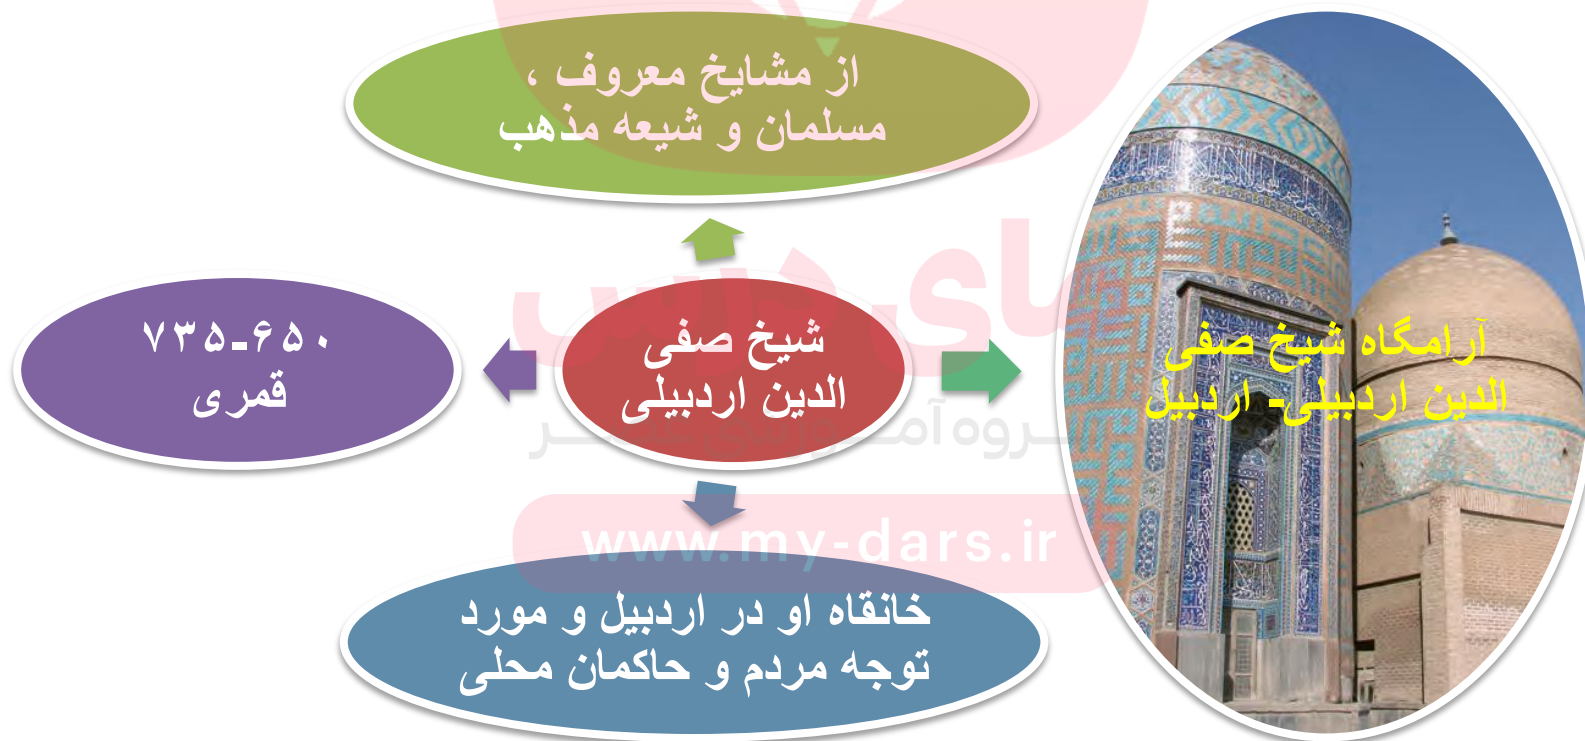 از مشایخ معروف ،
مسلمان و شیعه مذهب
شیخ صفی
الدین اردبیلی
۶۵۰-۷۳۵
قمری
آرامگاه شیخ صفی
الدین اردبیلی- اردبیل
خانقاه او در اردبیل و مورد
توجه مردم و حاکمان محلی
www.my-dars.ir